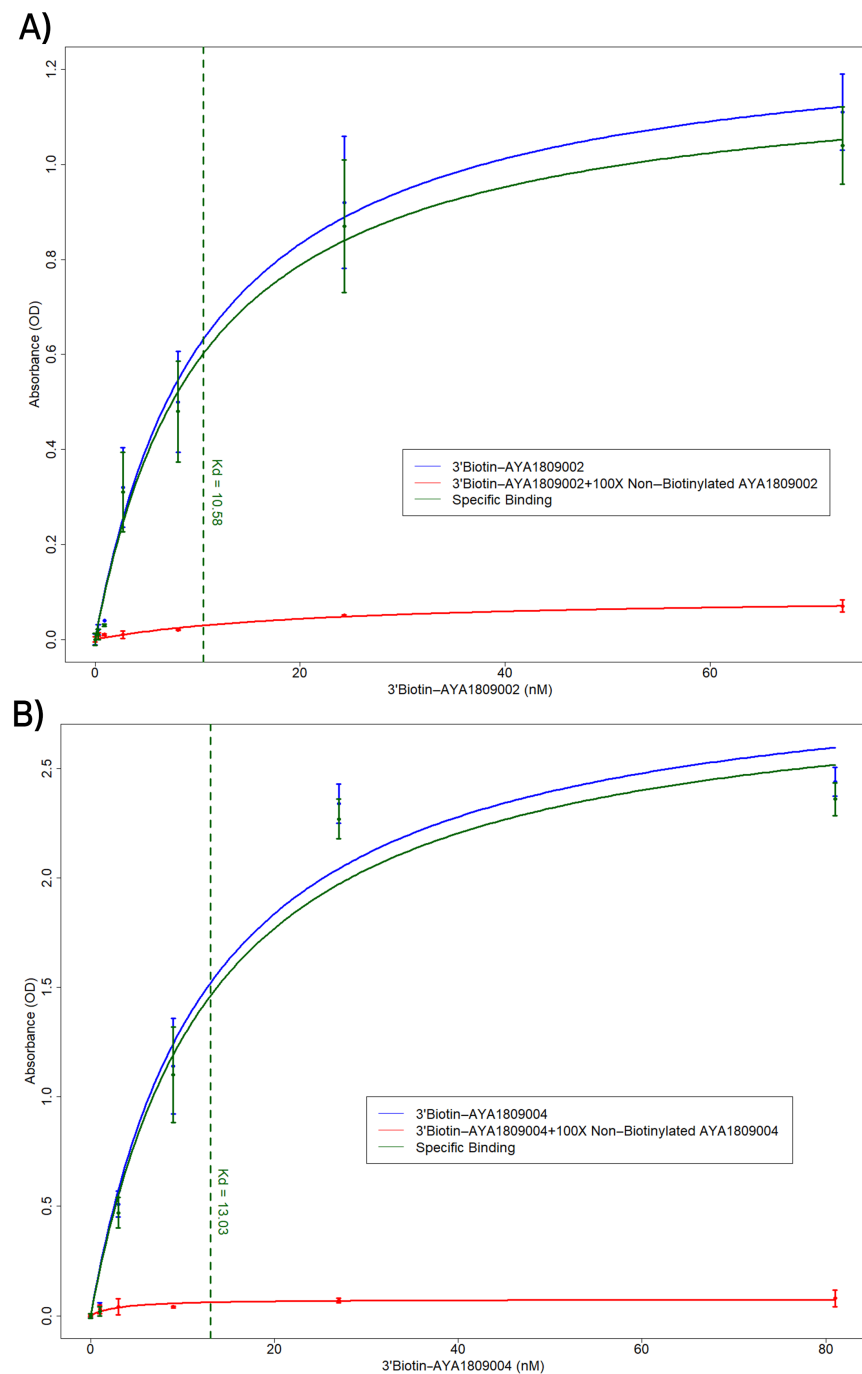 A)
1.2
1.0
0.8
0.6
0.4
0.2
0.0
Absorbance (OD)
Kd = 10.58
3'Biotin–AYA1809002
3'Biotin–AYA1809002+100X Non–Biotinylated AYA1809002
Specific Binding
0 20 40 60
3'Biotin–AYA1809002 (nM)
B)
2.5
2.0
1.5
1.0
0.5
0.0
Absorbance (OD)
Kd = 13.03
3'Biotin–AYA1809004
3'Biotin–AYA1809004+100X Non–Biotinylated AYA1809004
Specific Binding
0 20 40 60 80
3'Biotin–AYA1809004 (nM)